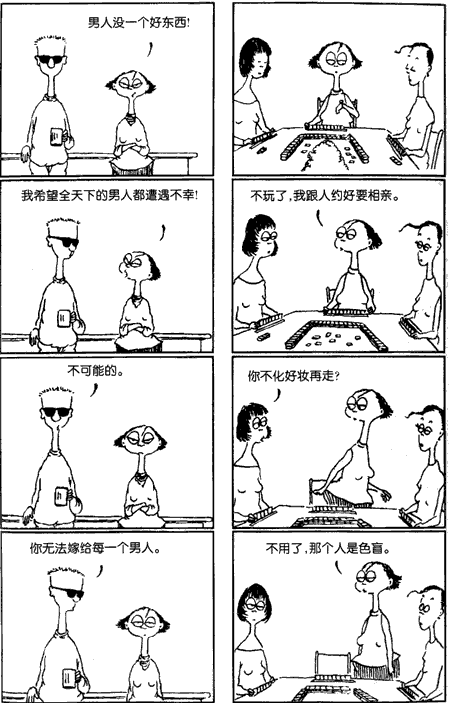 男人没一个好东西!
我希望全天下的男人都遭遇不幸!
不可能的。
你无法嫁给每一个男人。
不玩了,我跟人约好要相亲。
你不化好妆再走?
不用了,那个人是色盲。